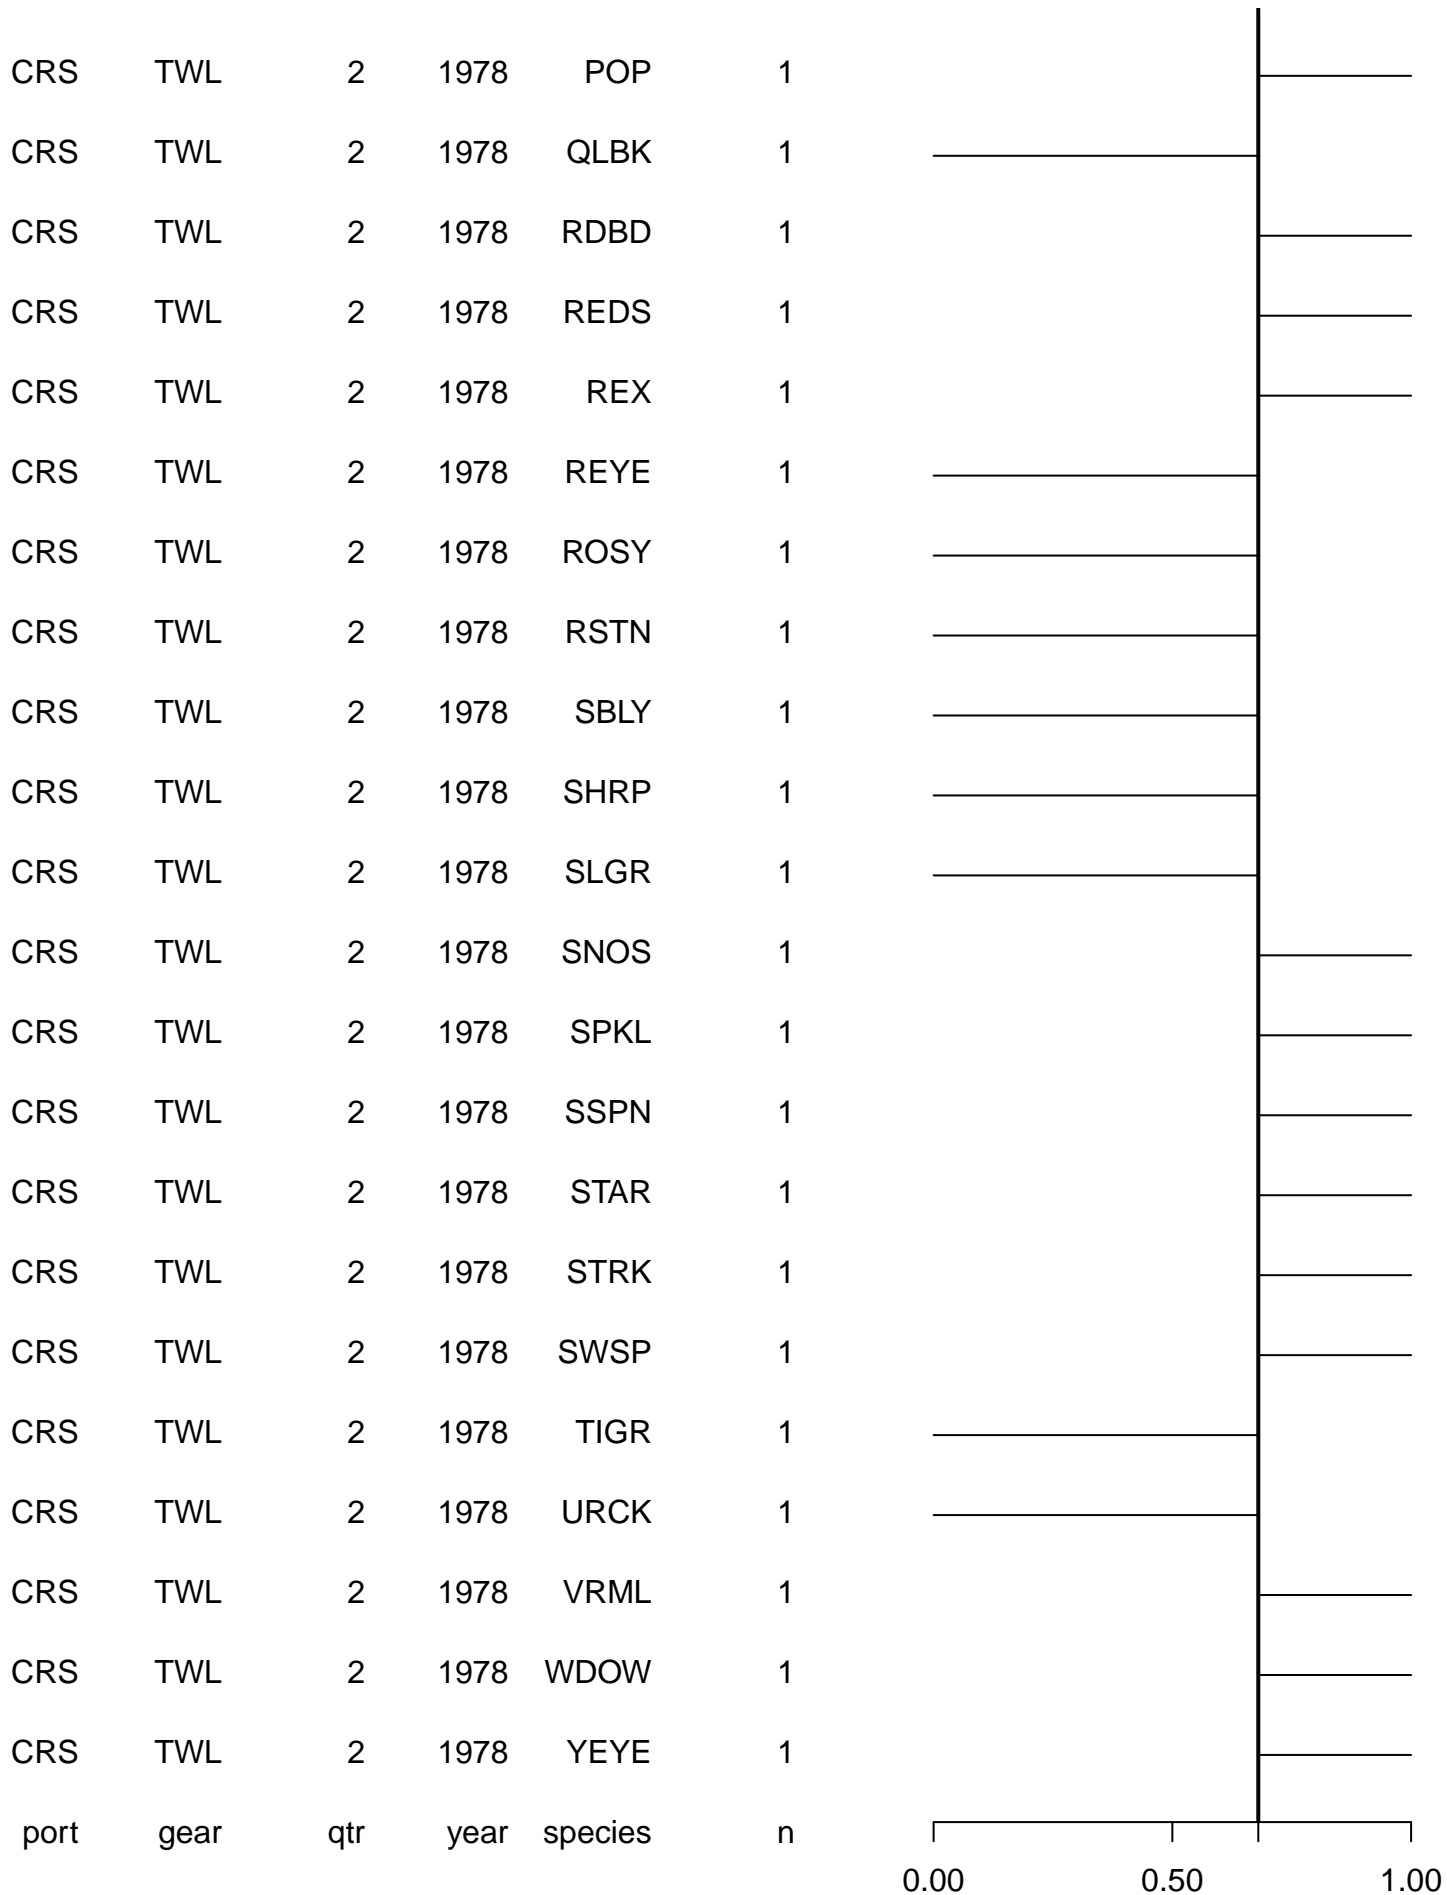 CRS TWL 2 1978 POP 1
CRS TWL 2 1978 QLBK 1
CRS TWL 2 1978 RDBD 1
CRS TWL 2 1978 REDS 1
CRS TWL 2 1978 REX 1
CRS TWL 2 1978 REYE 1
CRS TWL 2 1978 ROSY 1
CRS TWL 2 1978 RSTN 1
CRS TWL 2 1978 SBLY 1
CRS TWL 2 1978 SHRP 1
CRS TWL 2 1978 SLGR 1
CRS TWL 2 1978 SNOS 1
CRS TWL 2 1978 SPKL 1
CRS TWL 2 1978 SSPN 1
CRS TWL 2 1978 STAR 1
CRS TWL 2 1978 STRK 1
CRS TWL 2 1978 SWSP 1
CRS TWL 2 1978 TIGR 1
CRS TWL 2 1978 URCK 1
CRS TWL 2 1978 VRML 1
CRS TWL 2 1978 WDOW 1
CRS TWL 2 1978 YEYE 1
port gear qtr year species n
0.00 0.50 1.00